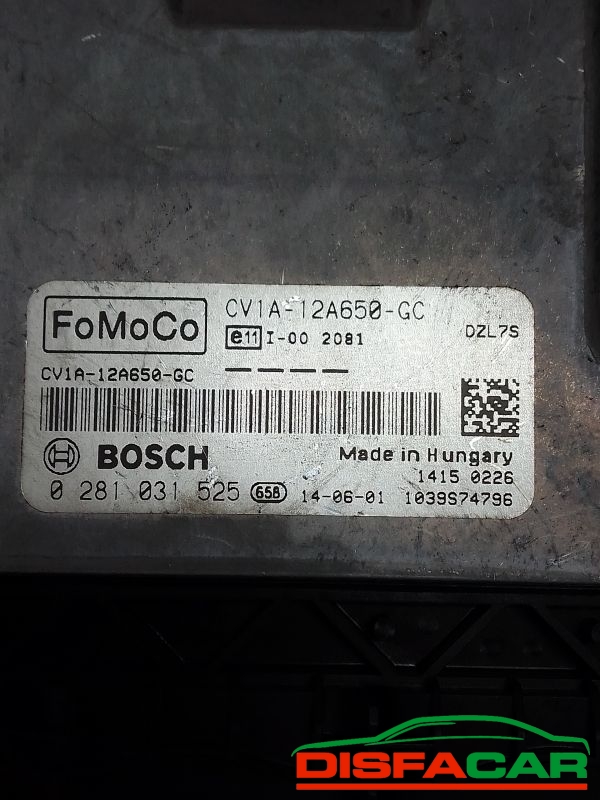 FoMoCo
CV1A-12A650-GC
e11 I-00 2081
DZL7S
CV1A-12A650-GC
BOSCH
Made in Hungary
1415 0226
0 281 031 525 658 14-06-01 1039S74796
DISFACAR